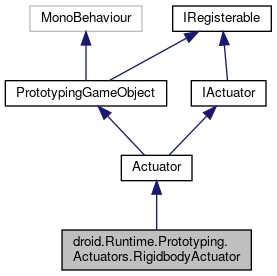 MonoBehaviour
IRegisterable
PrototypingGameObject
IActuator
Actuator
droid.Runtime.Prototyping.
Actuators.RigidbodyActuator